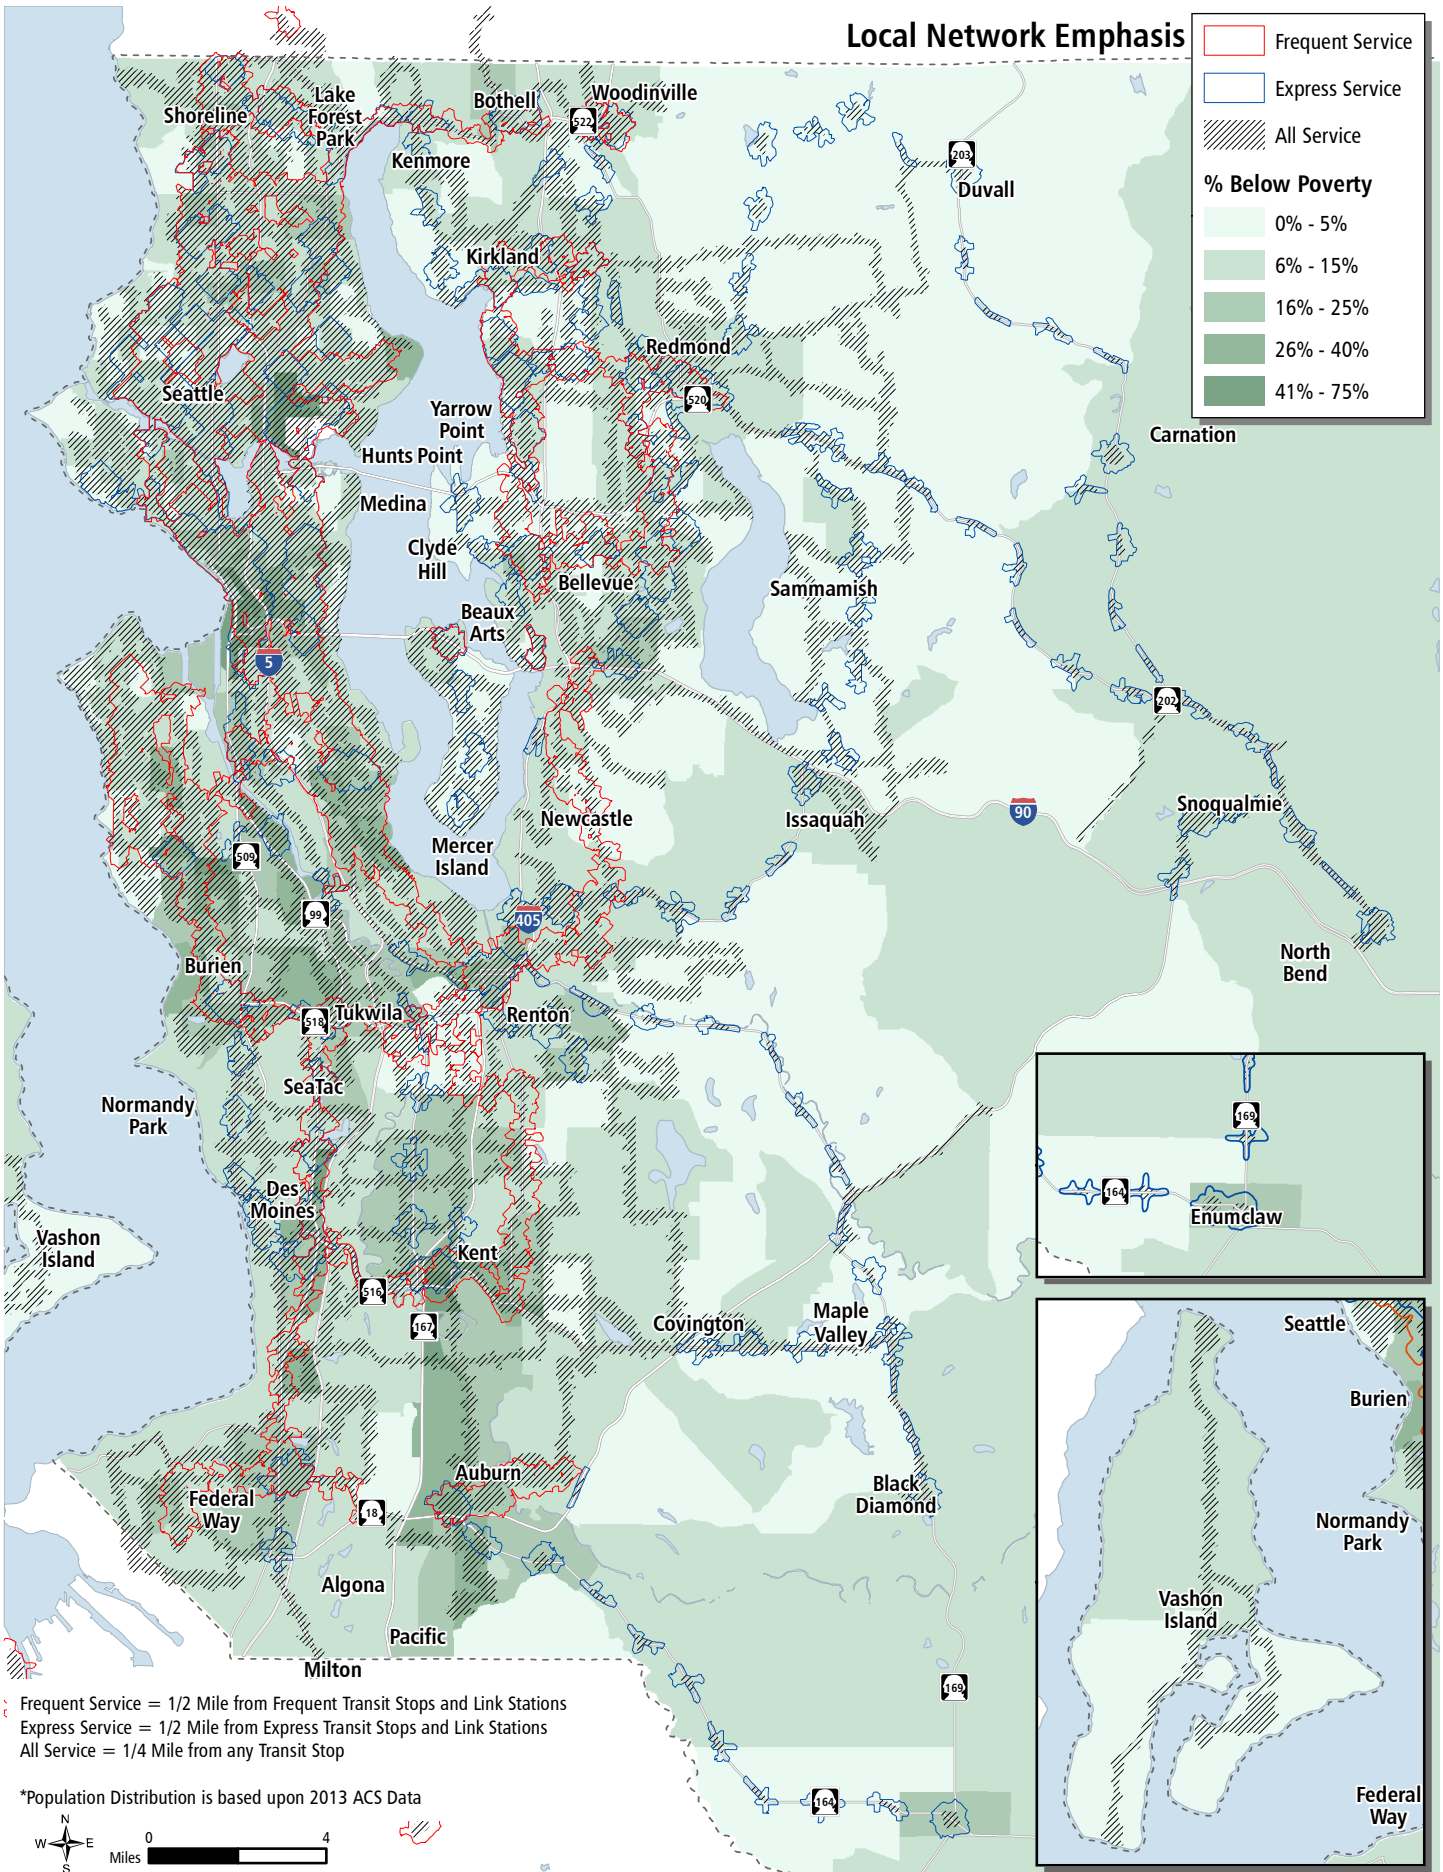 Local Network Emphasis
Frequent Service
Express Service
All Service
% Below Poverty
0% - 5%
6% - 15%
16% - 25%
26% - 40%
41% - 75%
Shoreline
Lake
Forest
Park
Bothell
Woodinville
522
Kenmore
203
Duvall
Kirkland
Redmond
520
Seattle
Yarrow
Point
Hunts Point
Medina
Carnation
Clyde
Hill
Bellevue
Sammamish
Beaux
Arts
5
202
Newcastle
Issaquah
90
Snoqualmie
Mercer
Island
509
99
405
North
Bend
Burien
518
Tukwila
Renton
SeaTac
Normandy
Park
Des
Moines
Vashon
Island
Kent
516
167
Covington
Maple
Valley
Auburn
Federal
Way
18
Black
Diamond
Algona
Pacific
Milton
169
164
169
164
Enumclaw
Seattle
Burien
Normandy
Park
Vashon
Island
Federal
Way
Frequent Service = 1/2 Mile from Frequent Transit Stops and Link Stations
Express Service = 1/2 Mile from Express Transit Stops and Link Stations
All Service = 1/4 Mile from any Transit Stop
*Population Distribution is based upon 2013 ACS Data
N
W E
S
0 4
Miles